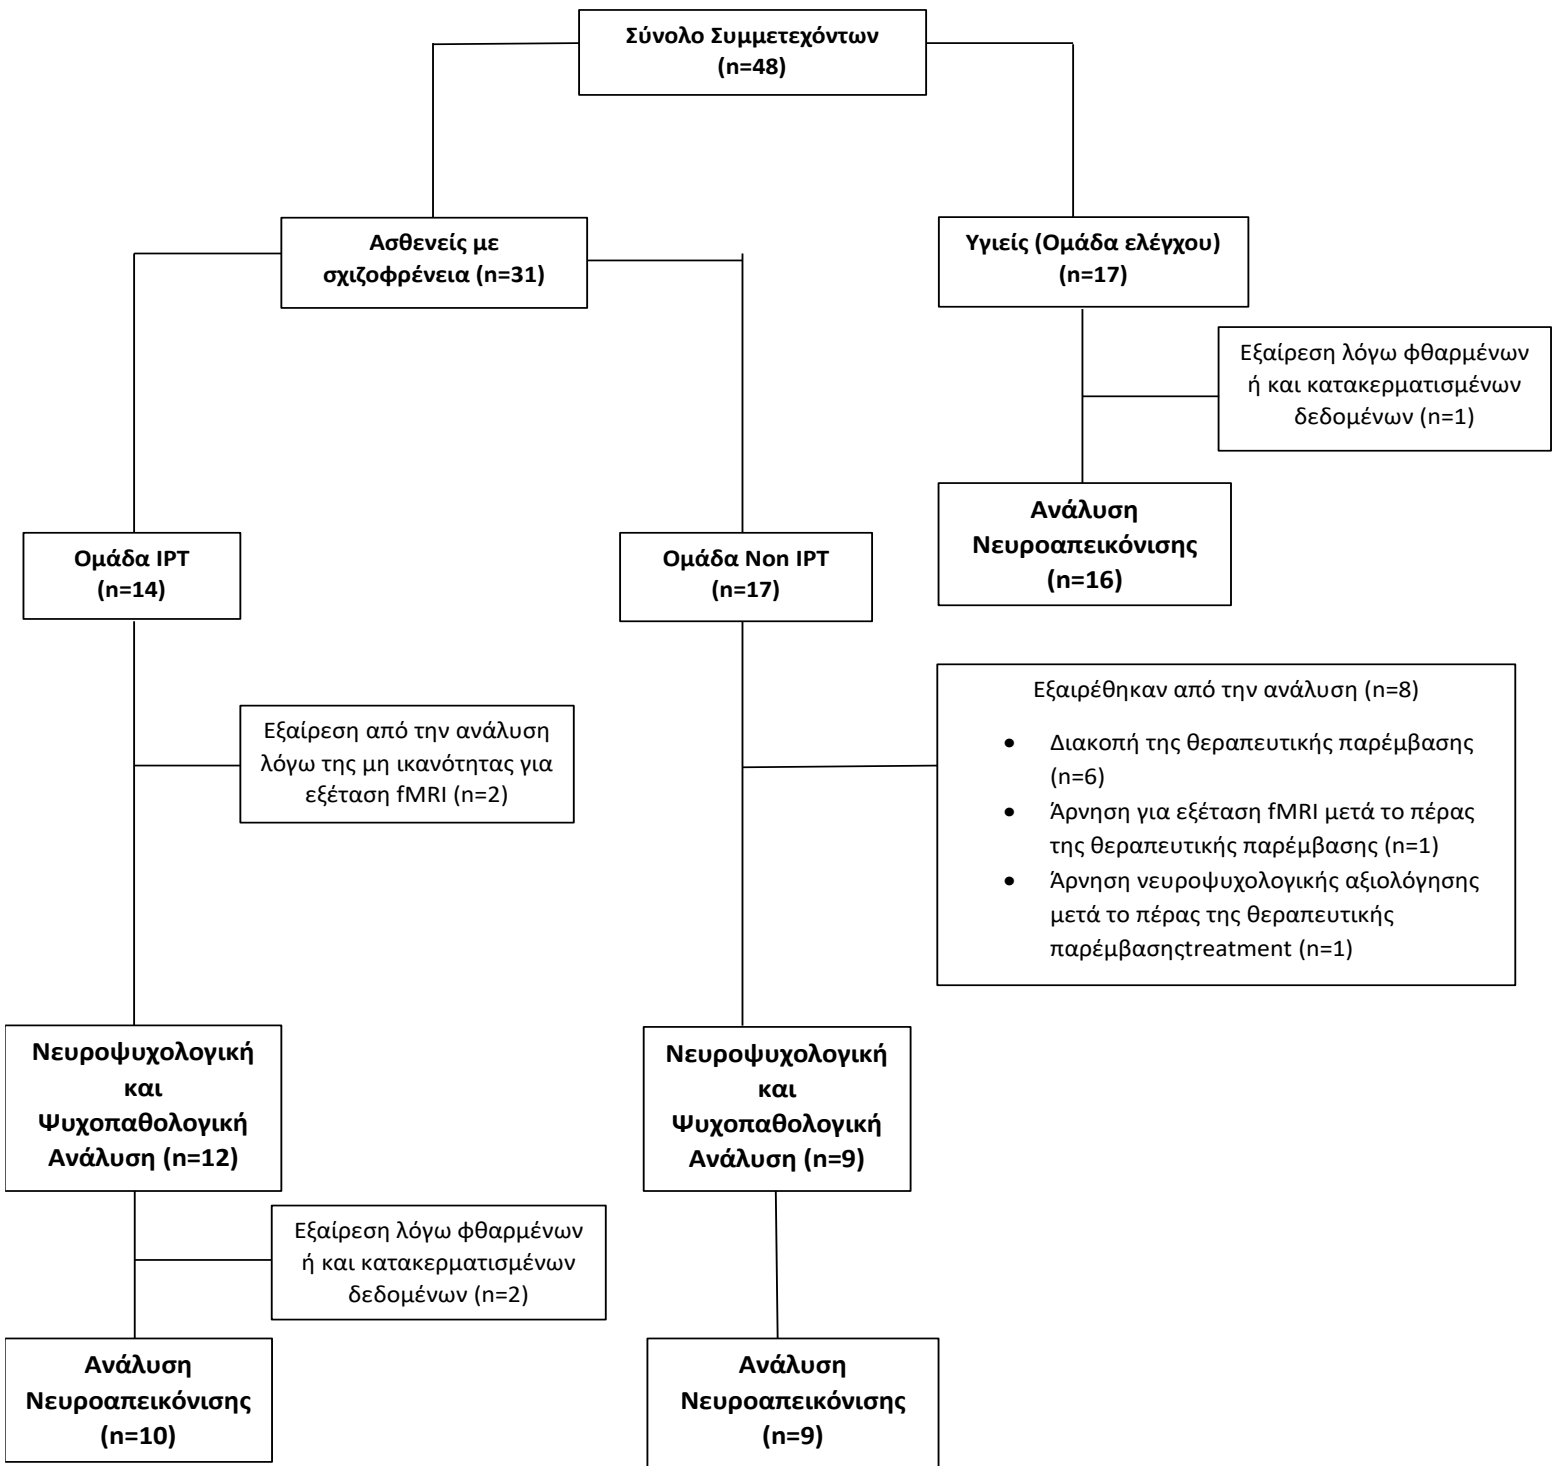 Σύνολο Συμμετεχόντων
(n=48)
Ασθενείς με
σχιζοφρένεια (n=31)
Υγιείς (Ομάδα ελέγχου)
(n=17)
Εξαίρεση λόγω φθαρμένων
ή και κατακερματισμένων
δεδομένων (n=1)
Ανάλυση
Νευροαπεικόνισης
(n=16)
Ομάδα IPT
(n=14)
Ομάδα Non IPT
(n=17)
Εξαίρεση από την ανάλυση
λόγω της μη ικανότητας για
εξέταση fMRI (n=2)
Εξαιρέθηκαν από την ανάλυση (n=8)
• Διακοπή της θεραπευτικής παρέμβασης
(n=6)
• Άρνηση για εξέταση fMRI μετά το πέρας
της θεραπευτικής παρέμβασης (n=1)
• Άρνηση νευροψυχολογικής αξιολόγησης
μετά το πέρας της θεραπευτικής
παρέμβασηςtreatment (n=1)
Νευροψυχολογική
και
Ψυχοπαθολογική
Ανάλυση (n=12)
Νευροψυχολογική
και
Ψυχοπαθολογική
Ανάλυση (n=9)
Εξαίρεση λόγω φθαρμένων
ή και κατακερματισμένων
δεδομένων (n=2)
Ανάλυση
Νευροαπεικόνισης
(n=10)
Ανάλυση
Νευροαπεικόνισης
(n=9)